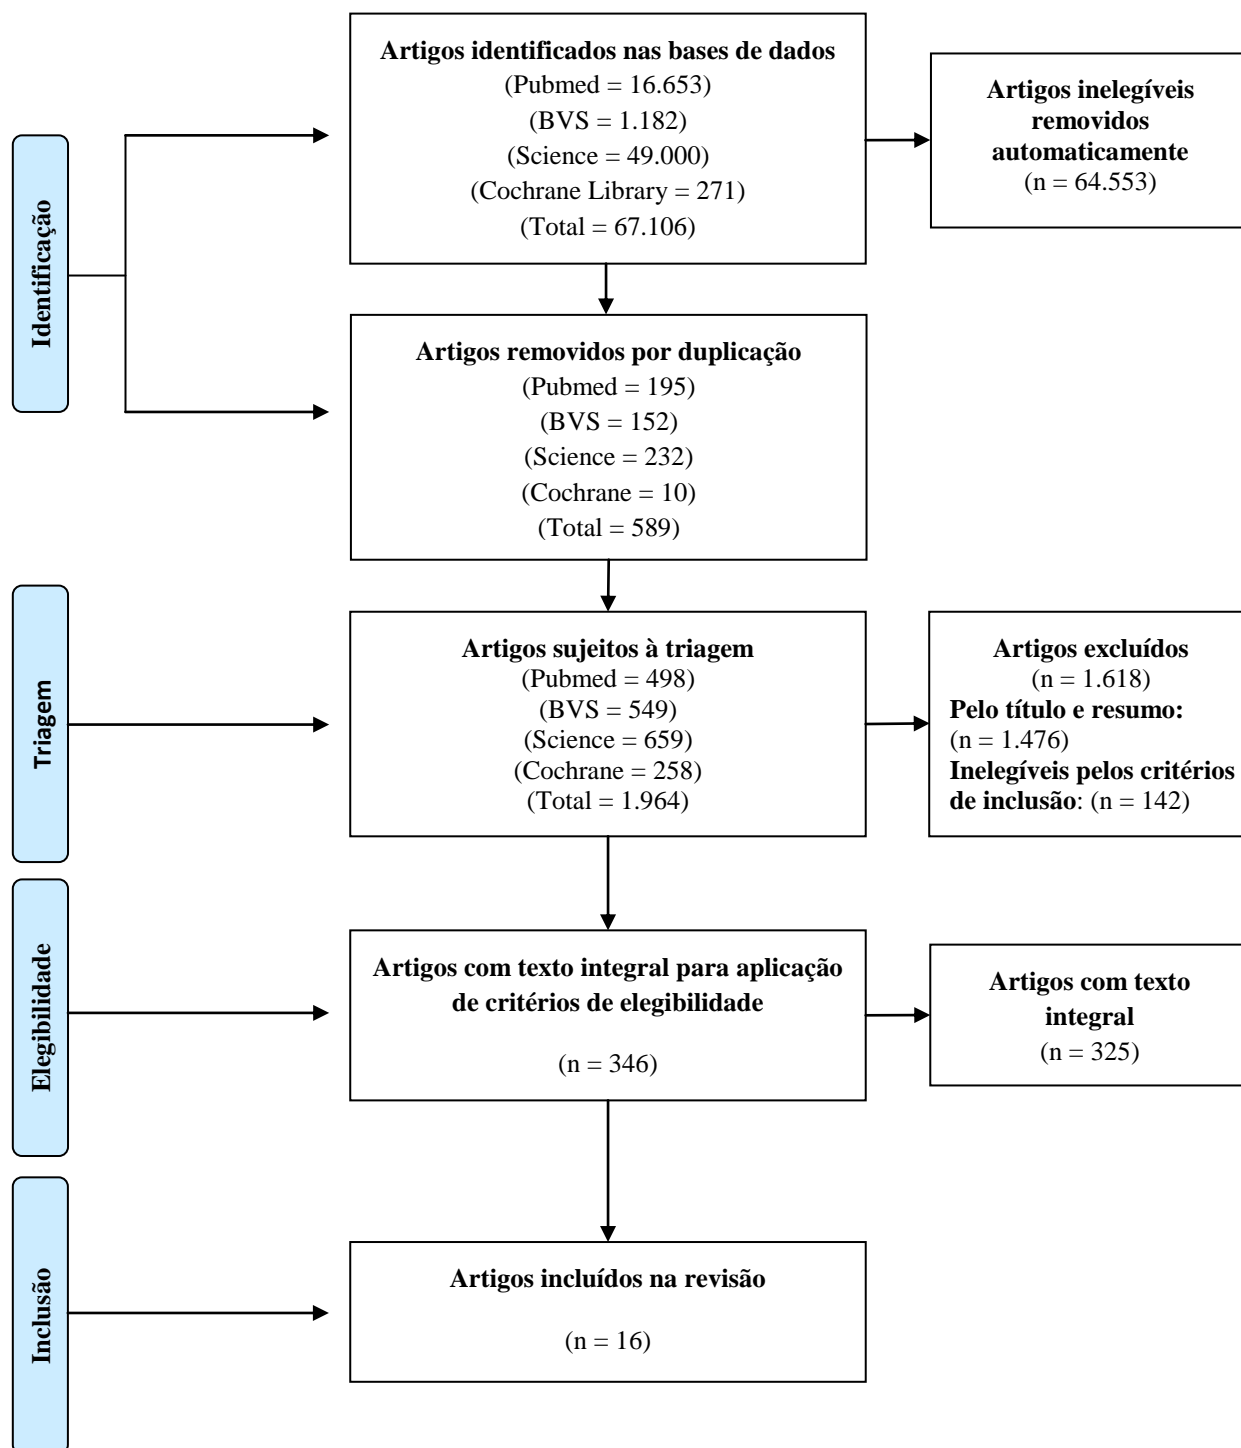 Identificação
Artigos identificados nas bases de dados
(Pubmed = 16.653)
(BVS = 1.182)
(Science = 49.000)
(Cochrane Library = 271)
(Total = 67.106)
Artigos inelegíveis
removidos
automaticamente
(n = 64.553)
Artigos removidos por duplicação
(Pubmed = 195)
(BVS = 152)
(Science = 232)
(Cochrane = 10)
(Total = 589)
Triagem
Artigos sujeitos à triagem
(Pubmed = 498)
(BVS = 549)
(Science = 659)
(Cochrane = 258)
(Total = 1.964)
Artigos excluídos
(n = 1.618)
Pelo título e resumo:
(n = 1.476)
Inelegíveis pelos critérios
de inclusão: (n = 142)
Elegibilidade
Artigos com texto integral para aplicação
de critérios de elegibilidade
(n = 346)
Artigos com texto
integral
(n = 325)
Inclusão
Artigos incluídos na revisão
(n = 16)